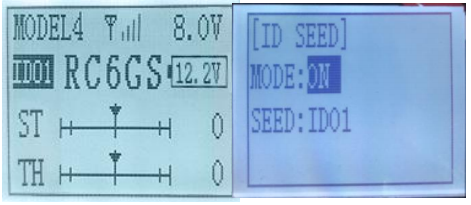 MODEL4 8.0V
ID01 RC6GS 12.2V
ST 0
TH 0
[ID SEED]
MODE:ON
SEED:ID01